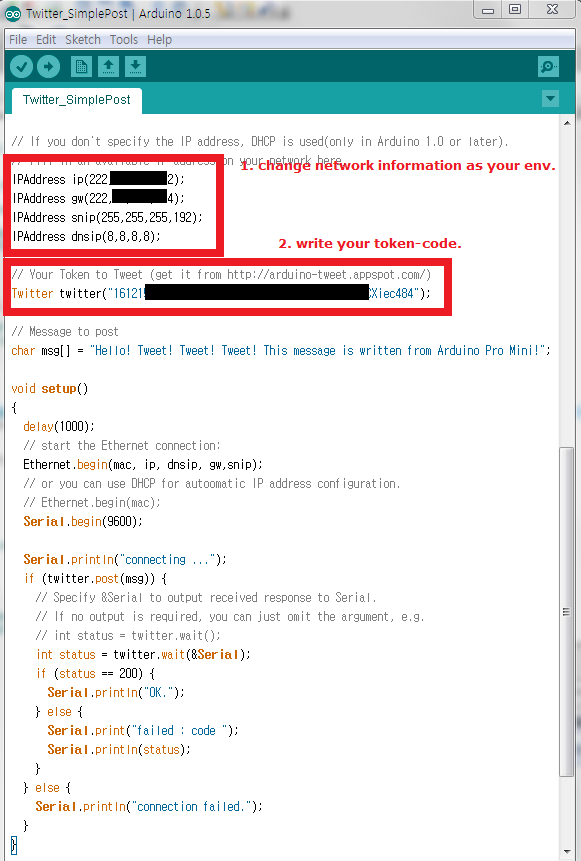 Twitter_SimplePost | Arduino 1.0.5
File Edit Sketch Tools Help
Twitter_SimplePost
// If you don't specify the IP address, DHCP is used(only in Arduino 1.0 or later).
address on your network here.
1. change network information as your env.
IPAddress ip(222, 2);
IPAddress gw(222, 4);
IPAddress snip(255,255,255,192);
IPAddress dnsip(8,8,8,8);
2. write your token-code.
// Your Token to Tweet (get it from http://arduino-tweet.appspot.com/)
Twitter twitter("16121 Xiec484");
// Message to post
char msg[] = "Hello! Tweet! Tweet! Tweet! This message is written from Arduino Pro Mini!";
void setup()
{
delay(1000);
// start the Ethernet connection:
Ethernet.begin(mac, ip, dnsip, gw,snip);
// or you can use DHCP for autoomatic IP address configuration.
// Ethernet.begin(mac);
Serial.begin(9600);
Serial.println("connecting ...");
if (twitter.post(msg)) {
// Specify &Serial to output received response to Serial.
// If no output is required, you can just omit the argument, e.g.
// int status = twitter.wait();
int status = twitter.wait(&Serial);
if (status == 200) {
Serial.println("OK.");
} else {
Serial.print("failed : code ");
Serial.println(status);
}
} else {
Serial.println("connection failed.");
}
}